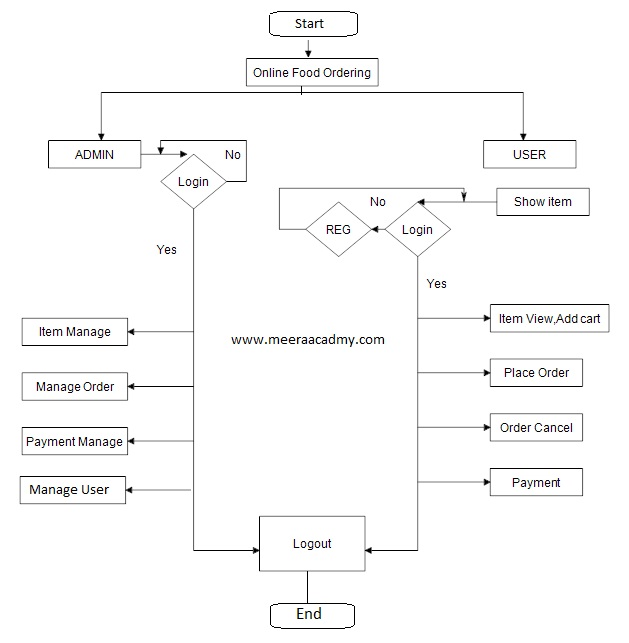 Start
Online Food Ordering
ADMIN
No
USER
Login
Show item
No
REG
Login
Yes
Yes
Item View,Add cart
Item Manage
www.meeraacadmy.com
Place Order
Manage Order
Order Cancel
Payment Manage
Payment
Manage User
Logout
End